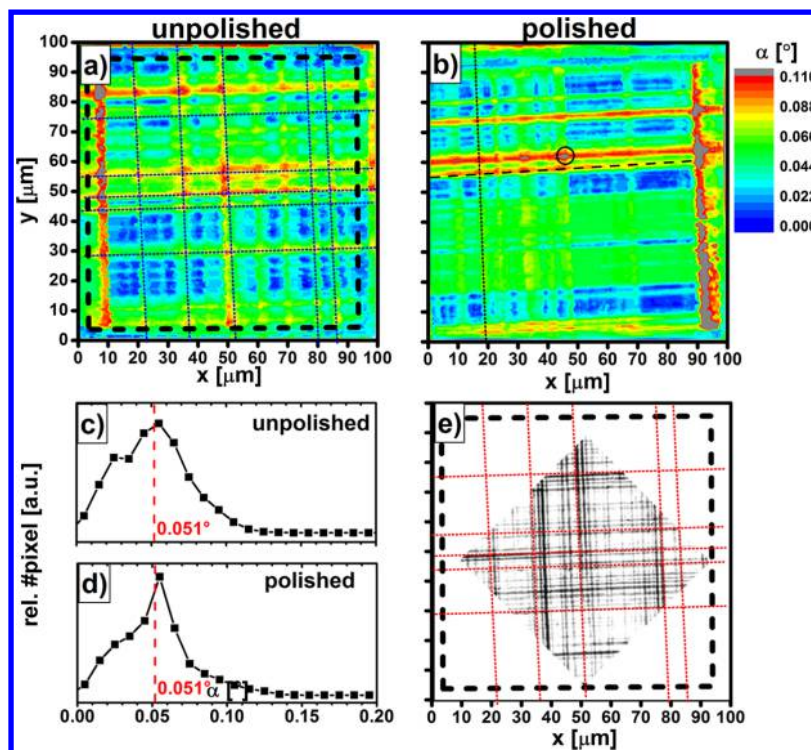 unpolished polished
a) b)
α [°]
100
90
80
70
60
50
40
30
20
10
0
y [µm]
0 10 20 30 40 50 60 70 80 90 100
x [µm]
0 10 20 30 40 50 60 70 80 90 100
x [µm]
0.110
0.088
0.066
0.044
0.022
0.000
c) unpolished
0.051°
d) polished
0.051°
rel. #pixel [a.u.]
0.00 0.05 0.10 0.15 0.20
e)
0 10 20 30 40 50 60 70 80 90 100
x [µm]